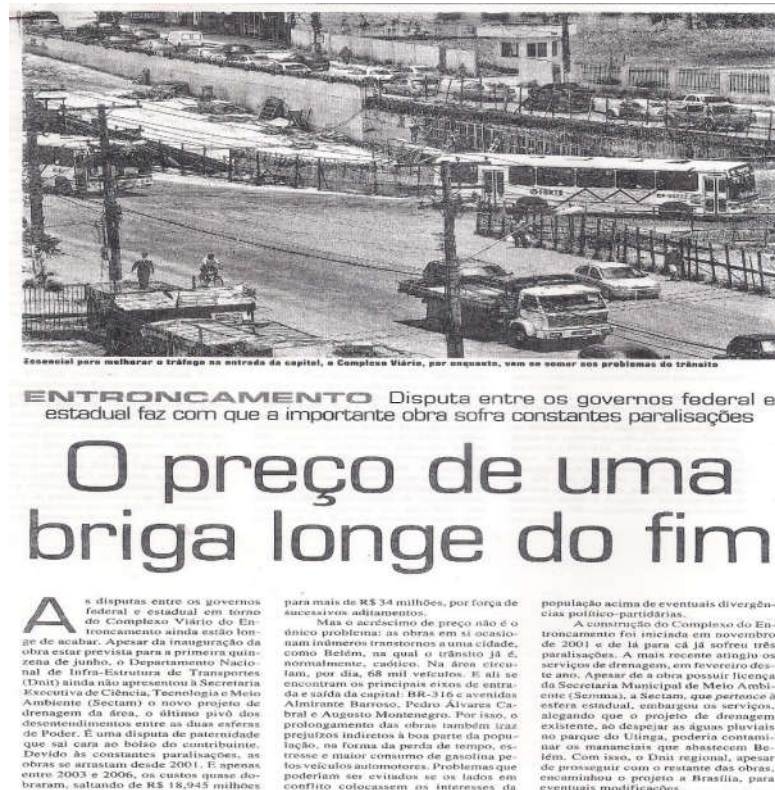 Essencial para melhorar o tráfego na entrada da capital, o Complexo Viário, por enquanto, vem se somar aos problemas do trânsito
ENTRONCAMENTO Disputa entre os governos federal e
estadual faz com que a importante obra sofra constantes paralisações
O preço de uma
briga longe do fim
As disputas entre os governos
federal e estadual em torno
do Complexo Viário do En-
troncamento ainda estão lon-
ge de acabar. Apesar da inauguração da
obra estar prevista para a primeira quin-
zena de junho, o Departamento Nacio-
nal de Infra-Estrutura de Transportes
(Dnit) ainda não apresentou à Secretaria
Executiva de Ciência, Tecnologia e Meio
Ambiente (Sectam) o novo projeto de
drenagem da área, o último pivô dos
desentendimentos entre as duas esferas
de Poder. É uma disputa de paternidade
que sai cara ao bolso do contribuinte.
Devido às constantes paralisações, as
obras se arrastam desde 2001. E apenas
entre 2003 e 2006, os custos quase do-
braram, saltando de R$ 18,945 milhões
para mais de R$ 34 milhões, por força de
sucessivos aditamentos.
Mas o acréscimo de preço não é o
único problema: as obras em si ocasio-
nam inúmeros transtornos a uma cidade,
como Belém, na qual o trânsito já é,
normalmente, caótico. Na área circu-
lam, por dia, 68 mil veículos. E ali se
encontram os principais eixos de entra-
da e saída da capital: BR-316 e avenidas
Almirante Barroso, Pedro Álvares Ca-
bral e Augusto Montenegro. Por isso, o
prolongamento das obras também traz
prejuízos indiretos à boa parte da popu-
lação, na forma da perda de tempo, es-
tresse e maior consumo de gasolina pe-
los veículos automotores. Problemas que
poderiam ser evitados se os lados em
conflito colocassem os interesses da
população acima de eventuais divergên-
cias político-partidárias.
A construção do Complexo do En-
troncamento foi iniciada em novembro
de 2001 e de lá para cá já sofreu três
paralisações. A mais recente atingiu os
serviços de drenagem, em fevereiro des-
te ano. Apesar de a obra possuir licença
da Secretaria Municipal de Meio Ambi-
ente (Semma), a Sectam, que pertence à
esfera estadual, embargou os serviços,
alegando que o projeto de drenagem
existente, ao despejar as águas pluviais
no parque do Utinga, poderia contami-
nar os mananciais que abastecem Be-
lém. Com isso, o Dnit regional, apesar
de prosseguir com o restante das obras,
encaminhou o projeto a Brasília, para
eventuais modificações.